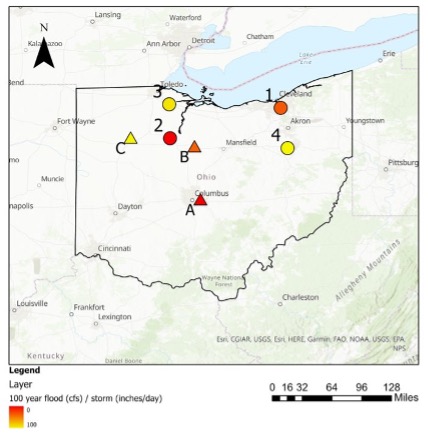 Lansing
Waterford
Kalamazoo
Ann Arbor
Detroit
Chatham
Lake
Erie
Erie
Toledo
3
1
Cleveland
Fort Wayne
2
Akron
4
Youngstown
C
B
Mansfield
Pittsburg
Ohio
Muncie
A
Columbus
napolis
Dayton
Cincinnati
Wayne National
Forest
Allegheny Mountains
Louisville
Frankfort
Charleston
Lexington
Kentucky
Daniel Boone
Esri, CGIAR, USGS, Esri, HERE, Garmin, FAO, NOAA, USGS, EPA,
NPS
N
Legend
Layer
100 year flood (cfs) / storm (inches/day)
0
100
0 16 32 64 96 128
Miles